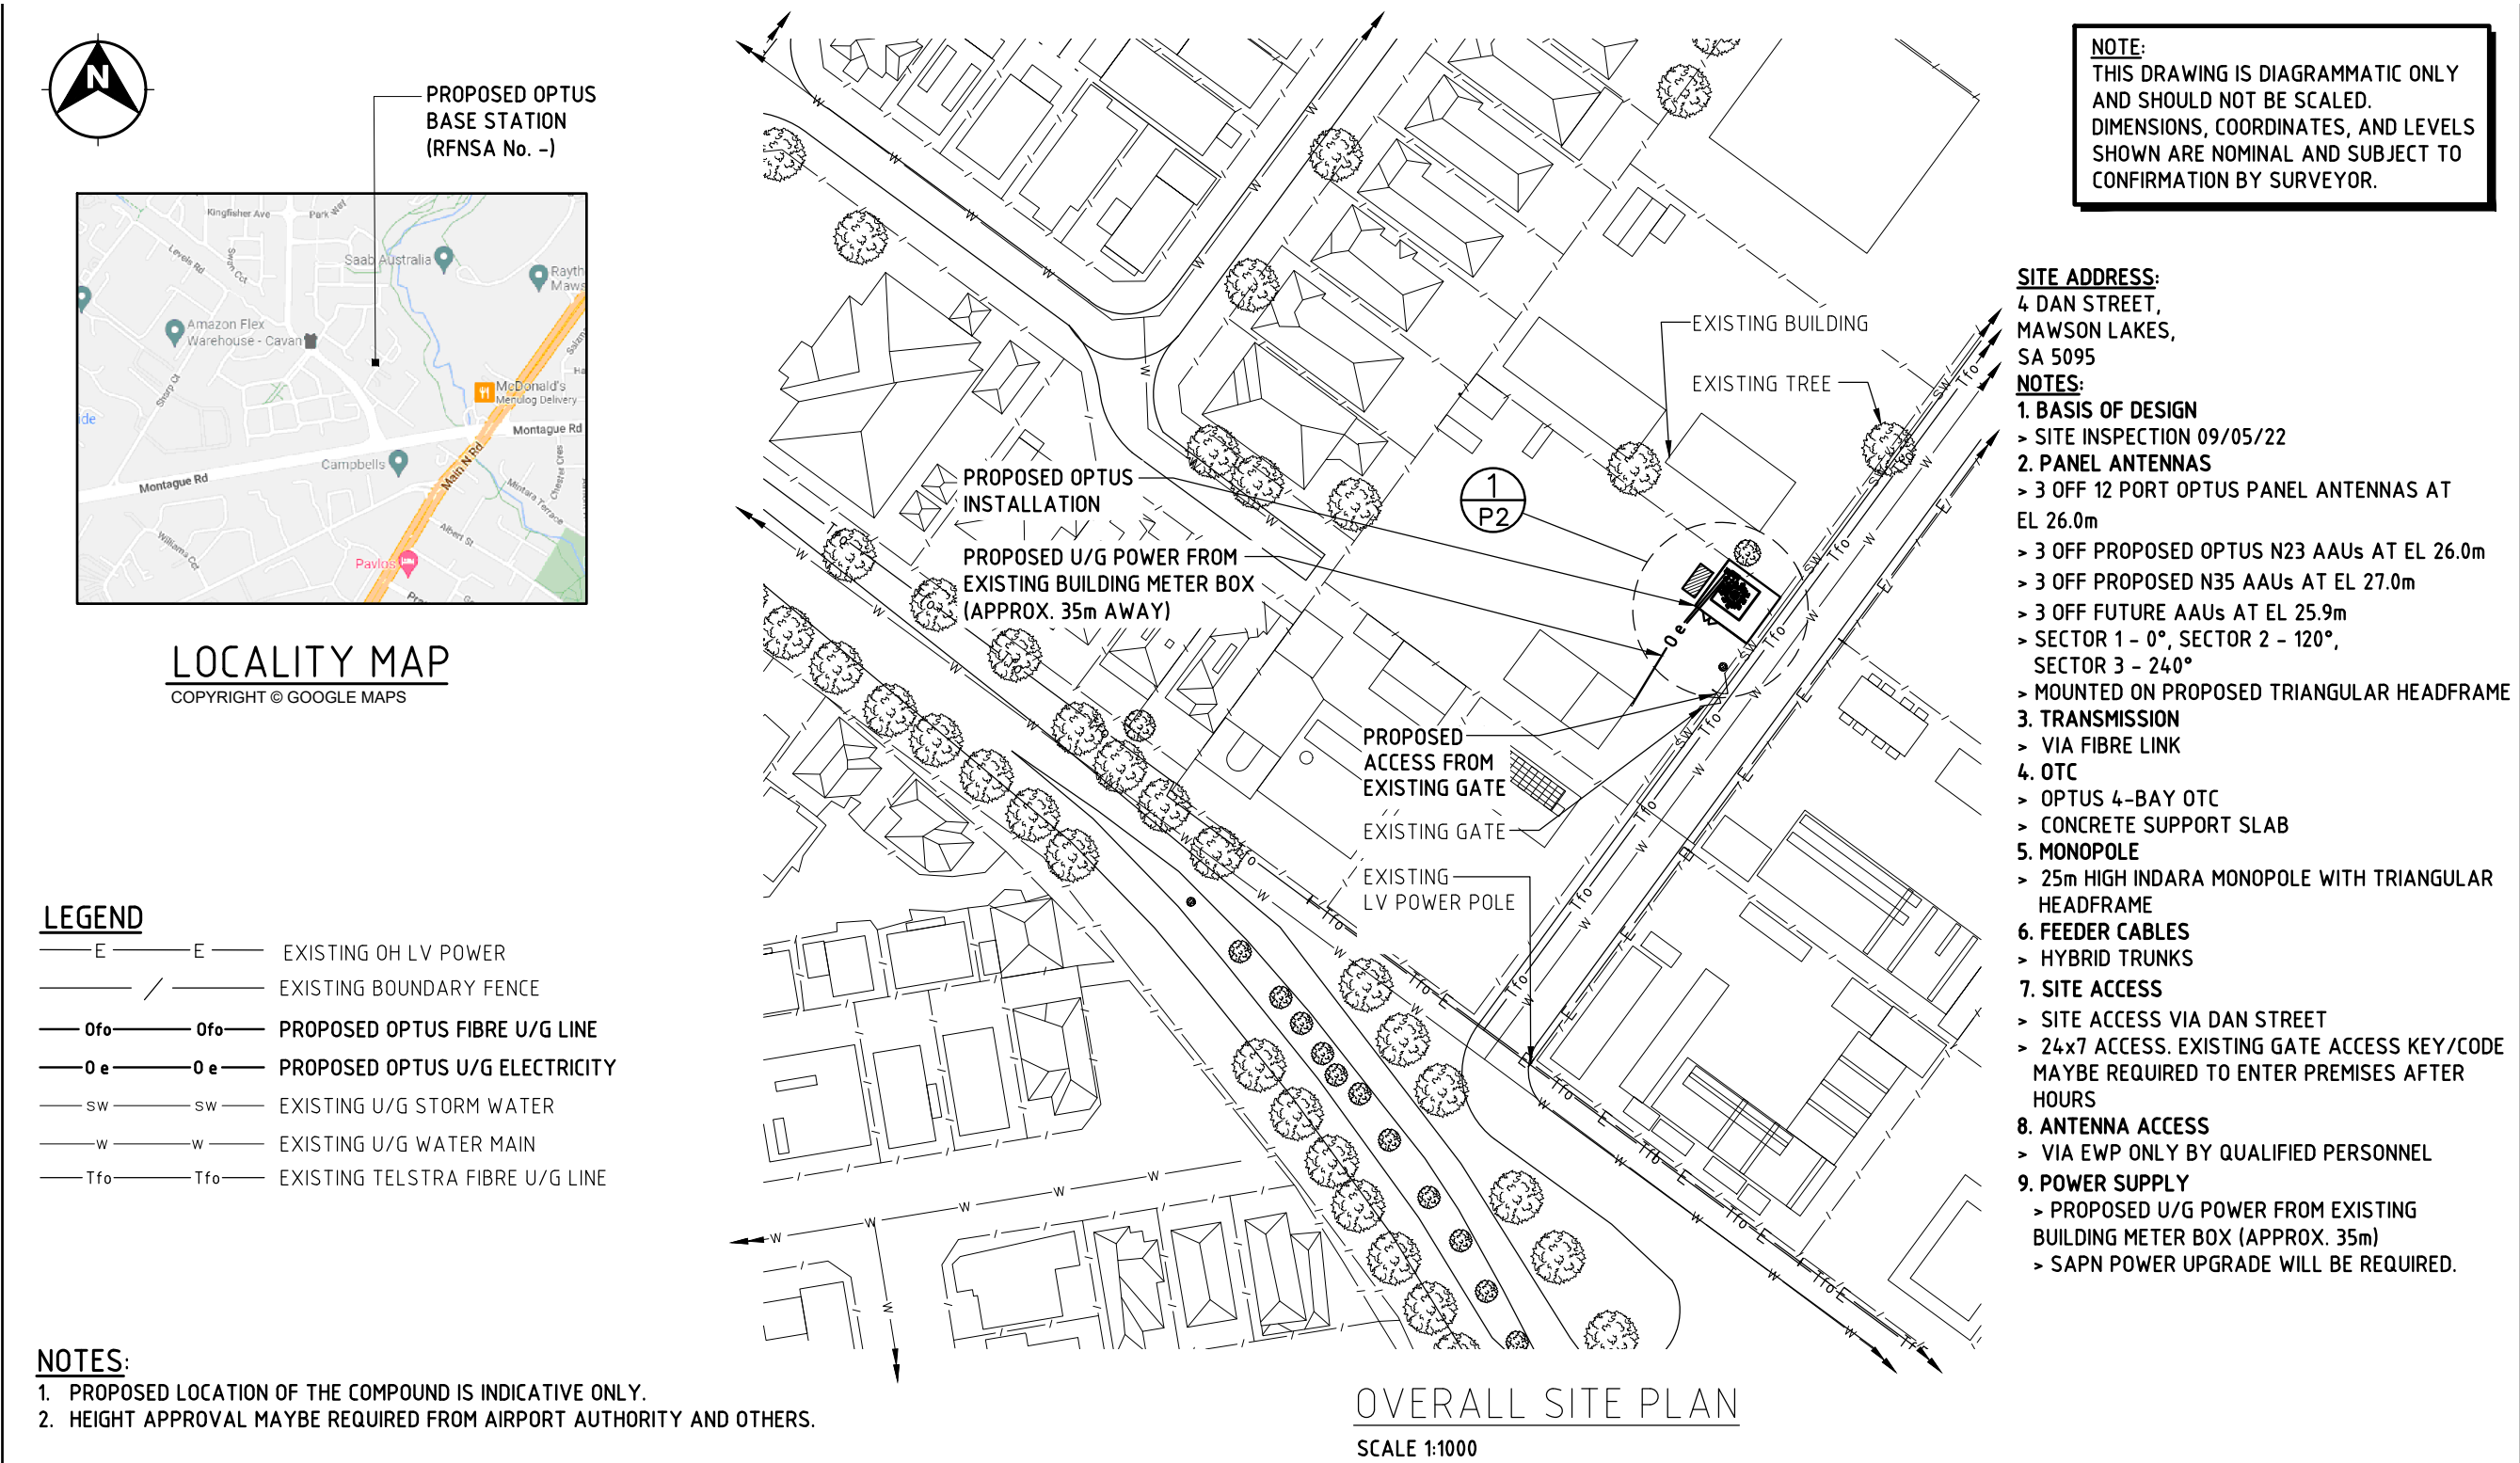 N
PROPOSED OPTUS
BASE STATION
(RFNSA No. -)
Kingfisher Ave
Park Way
Levels Rd
Swan Cct
Saab Australia
Rayth
Maws
Amazon Flex
Warehouse - Cavan
Sharp Ct
McDonald's
Menulog Delivery
ide
Montague Rd
Main N Rd
Campbells
Montague Rd
Chester Cres
Mintara Terrace
Albert St
Williams Cct
Pavlos
LOCALITY MAP
COPYRIGHT © GOOGLE MAPS
LEGEND
E E EXISTING OH LV POWER
/ EXISTING BOUNDARY FENCE
Ofo Ofo PROPOSED OPTUS FIBRE U/G LINE
O e O e PROPOSED OPTUS U/G ELECTRICITY
SW SW EXISTING U/G STORM WATER
W W EXISTING U/G WATER MAIN
Tfo Tfo EXISTING TELSTRA FIBRE U/G LINE
NOTES:
1. PROPOSED LOCATION OF THE COMPOUND IS INDICATIVE ONLY.
2. HEIGHT APPROVAL MAYBE REQUIRED FROM AIRPORT AUTHORITY AND OTHERS.
EXISTING BUILDING
EXISTING TREE
PROPOSED OPTUS
INSTALLATION
1
P2
PROPOSED U/G POWER FROM
EXISTING BUILDING METER BOX
(APPROX. 35m AWAY)
O e
PROPOSED
ACCESS FROM
EXISTING GATE
EXISTING GATE
EXISTING
LV POWER POLE
OVERALL SITE PLAN
SCALE 1:1000
NOTE:
THIS DRAWING IS DIAGRAMMATIC ONLY
AND SHOULD NOT BE SCALED.
DIMENSIONS, COORDINATES, AND LEVELS
SHOWN ARE NOMINAL AND SUBJECT TO
CONFIRMATION BY SURVEYOR.
SITE ADDRESS:
4 DAN STREET,
MAWSON LAKES,
SA 5095
NOTES:
1. BASIS OF DESIGN
> SITE INSPECTION 09/05/22
2. PANEL ANTENNAS
> 3 OFF 12 PORT OPTUS PANEL ANTENNAS AT
EL 26.0m
> 3 OFF PROPOSED OPTUS N23 AAUs AT EL 26.0m
> 3 OFF PROPOSED N35 AAUs AT EL 27.0m
> 3 OFF FUTURE AAUs AT EL 25.9m
> SECTOR 1 - 0°, SECTOR 2 - 120°,
SECTOR 3 - 240°
> MOUNTED ON PROPOSED TRIANGULAR HEADFRAME
3. TRANSMISSION
> VIA FIBRE LINK
4. OTC
> OPTUS 4-BAY OTC
> CONCRETE SUPPORT SLAB
5. MONOPOLE
> 25m HIGH INDARA MONOPOLE WITH TRIANGULAR
HEADFRAME
6. FEEDER CABLES
> HYBRID TRUNKS
7. SITE ACCESS
> SITE ACCESS VIA DAN STREET
> 24x7 ACCESS. EXISTING GATE ACCESS KEY/CODE
MAYBE REQUIRED TO ENTER PREMISES AFTER
HOURS
8. ANTENNA ACCESS
> VIA EWP ONLY BY QUALIFIED PERSONNEL
9. POWER SUPPLY
> PROPOSED U/G POWER FROM EXISTING
BUILDING METER BOX (APPROX. 35m)
> SAPN POWER UPGRADE WILL BE REQUIRED.